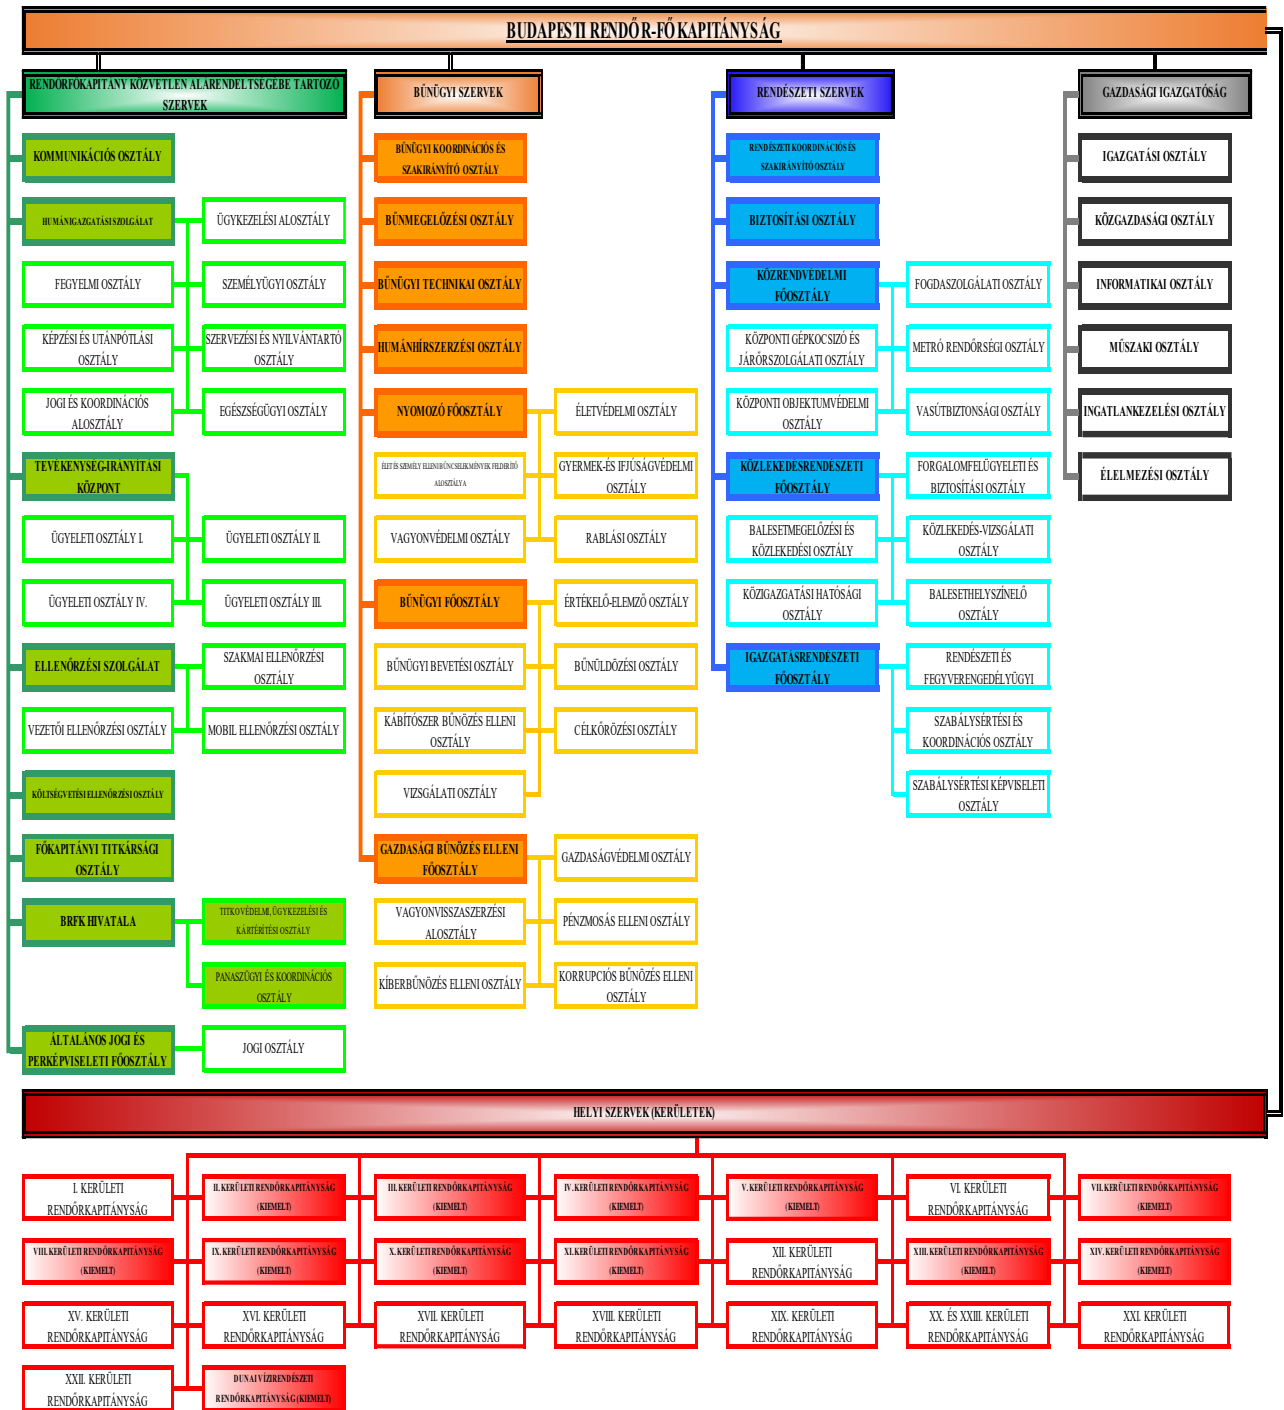 BUDAPESTI RENDŐR-FŐKAPITÁNYSÁG
RENDŐRFŐKAPITÁNY KÖZVETLEN ALÁRENDELTSÉGÉBE TARTOZÓ
SZERVEK
KOMMUNIKÁCIÓS OSZTÁLY
HUMÁNIGAZGATÁSI SZOLGÁLAT
ÜGYKEZELÉSI ALOSZTÁLY
FEGYELMI OSZTÁLY
SZEMÉLYÜGYI OSZTÁLY
KÉPZÉSI ÉS UTÁNPÓTLÁSI
OSZTÁLY
SZERVEZÉSI ÉS NYILVÁNTARTÓ
OSZTÁLY
JOGI ÉS KOORDINÁCIÓS
ALOSZTÁLY
EGÉSZSÉGÜGYI OSZTÁLY
TEVÉKENYSÉG-IRÁNYÍTÁSI
KÖZPONT
ÜGYELETI OSZTÁLY I.
ÜGYELETI OSZTÁLY II.
ÜGYELETI OSZTÁLY IV.
ÜGYELETI OSZTÁLY III.
ELLENŐRZÉSI SZOLGÁLAT
SZAKMAI ELLENŐRZÉSI
OSZTÁLY
VEZETŐI ELLENŐRZÉSI OSZTÁLY
MOBIL ELLENŐRZÉSI OSZTÁLY
KÖLTSÉGVETÉSI ELLENŐRZÉSI OSZTÁLY
FŐKAPITÁNYI TITKÁRSÁGI
OSZTÁLY
BRFK HIVATALA
TITKOVÉDELMI, ÜGYKEZELÉSI ÉS
KÁRTÉRÍTÉSI OSZTÁLY
PANASZÜGYI ÉS KOORDINÁCIÓS
OSZTÁLY
ÁLTALÁNOS JOGI ÉS
PERKÉPVISELETI FŐOSZTÁLY
JOGI OSZTÁLY
BŰNÜGYI SZERVEK
BŰNÜGYI KOORDINÁCIÓS ÉS
SZAKIRÁNYÍTÓ OSZTÁLY
BŰNMEGELŐZÉSI OSZTÁLY
BŰNÜGYI TECHNIKAI OSZTÁLY
HUMÁNHÍRSZERZÉSI OSZTÁLY
NYOMOZÓ FŐOSZTÁLY
ÉLETVÉDELMI OSZTÁLY
ÉLET ÉS SZEMÉLY ELLENI BŰNCSELEKMÉNYEK FELDERÍTŐ
ALOSZTÁLYA
GYERMEK-ÉS IFJÚSÁGVÉDELMI
OSZTÁLY
VAGYONVÉDELMI OSZTÁLY
RABLÁSI OSZTÁLY
BŰNÜGYI FŐOSZTÁLY
ÉRTÉKELŐ-ELEMZŐ OSZTÁLY
BŰNÜGYI BEVETÉSI OSZTÁLY
BŰNÜLDÖZÉSI OSZTÁLY
KÁBÍTÓSZER BŰNÖZÉS ELLENI
OSZTÁLY
CÉLKÖRÖZÉSI OSZTÁLY
VIZSGÁLATI OSZTÁLY
GAZDASÁGI BŰNÖZÉS ELLENI
FŐOSZTÁLY
GAZDASÁGVÉDELMI OSZTÁLY
VAGYONVISSZASZERZÉSI
ALOSZTÁLY
PÉNZMOSÁS ELLENI OSZTÁLY
KÍBERBŰNÖZÉS ELLENI OSZTÁLY
KORRUPCIÓS BŰNÖZÉS ELLENI
OSZTÁLY
RENDÉSZETI SZERVEK
RENDÉSZETI KOORDINÁCIÓS ÉS
SZAKIRÁNYÍTÓ OSZTÁLY
BIZTOSÍTÁSI OSZTÁLY
KÖZRENDVÉDELMI
FŐOSZTÁLY
FOGDASZOLGÁLATI OSZTÁLY
KÖZPONTI GÉPKOCSIZÓ ÉS
JÁRŐRSZOLGÁLATI OSZTÁLY
METRÓ RENDŐRSÉGI OSZTÁLY
KÖZPONTI OBJEKTUMVÉDELMI
OSZTÁLY
VASÚTBIZTONSÁGI OSZTÁLY
KÖZLEKEDÉSRENDÉSZETI
FŐOSZTÁLY
FORGALOMFELÜGYELETI ÉS
BIZTOSÍTÁSI OSZTÁLY
BALESETMEGELŐZÉSI ÉS
KÖZLEKEDÉSI OSZTÁLY
KÖZLEKEDÉS-VIZSGÁLATI
OSZTÁLY
KÖZIGAZGATÁSI HATÓSÁGI
OSZTÁLY
BALESETHELYSZÍNELŐ
OSZTÁLY
IGAZGATÁSRENDÉSZETI
FŐOSZTÁLY
RENDÉSZETI ÉS
FEGYVERENGEDÉLYÜGYI
SZABÁLYSÉRTÉSI ÉS
KOORDINÁCIÓS OSZTÁLY
SZABÁLYSÉRTÉSI KÉPVISELETI
OSZTÁLY
GAZDASÁGI IGAZGATÓSÁG
IGAZGATÁSI OSZTÁLY
KÖZGAZDASÁGI OSZTÁLY
INFORMATIKAI OSZTÁLY
MŰSZAKI OSZTÁLY
INGATLANKEZELÉSI OSZTÁLY
ÉLELMEZÉSI OSZTÁLY
HELYI SZERVEK (KERÜLETEK)
I. KERÜLETI
RENDŐRKAPITÁNYSÁG
II. KERÜLETI RENDŐRKAPITÁNYSÁG
(KIEMELT)
III. KERÜLETI RENDŐRKAPITÁNYSÁG
(KIEMELT)
IV. KERÜLETI RENDŐRKAPITÁNYSÁG
(KIEMELT)
V. KERÜLETI RENDŐRKAPITÁNYSÁG
(KIEMELT)
VI. KERÜLETI
RENDŐRKAPITÁNYSÁG
VII. KERÜLETI RENDŐRKAPITÁNYSÁG
(KIEMELT)
VIII. KERÜLETI RENDŐRKAPITÁNYSÁG
(KIEMELT)
IX. KERÜLETI RENDŐRKAPITÁNYSÁG
(KIEMELT)
X. KERÜLETI RENDŐRKAPITÁNYSÁG
(KIEMELT)
XI. KERÜLETI RENDŐRKAPITÁNYSÁG
(KIEMELT)
XII. KERÜLETI
RENDŐRKAPITÁNYSÁG
XIII. KERÜLETI RENDŐRKAPITÁNYSÁG
(KIEMELT)
XIV. KERÜLETI RENDŐRKAPITÁNYSÁG
(KIEMELT)
XV. KERÜLETI
RENDŐRKAPITÁNYSÁG
XVI. KERÜLETI
RENDŐRKAPITÁNYSÁG
XVII. KERÜLETI
RENDŐRKAPITÁNYSÁG
XVIII. KERÜLETI
RENDŐRKAPITÁNYSÁG
XIX. KERÜLETI
RENDŐRKAPITÁNYSÁG
XX. ÉS XXIII. KERÜLETI
RENDŐRKAPITÁNYSÁG
XXI. KERÜLETI
RENDŐRKAPITÁNYSÁG
XXII. KERÜLETI
RENDŐRKAPITÁNYSÁG
DUNAI VÍZIRENDÉSZETI
RENDŐRKAPITÁNYSÁG (KIEMELT)